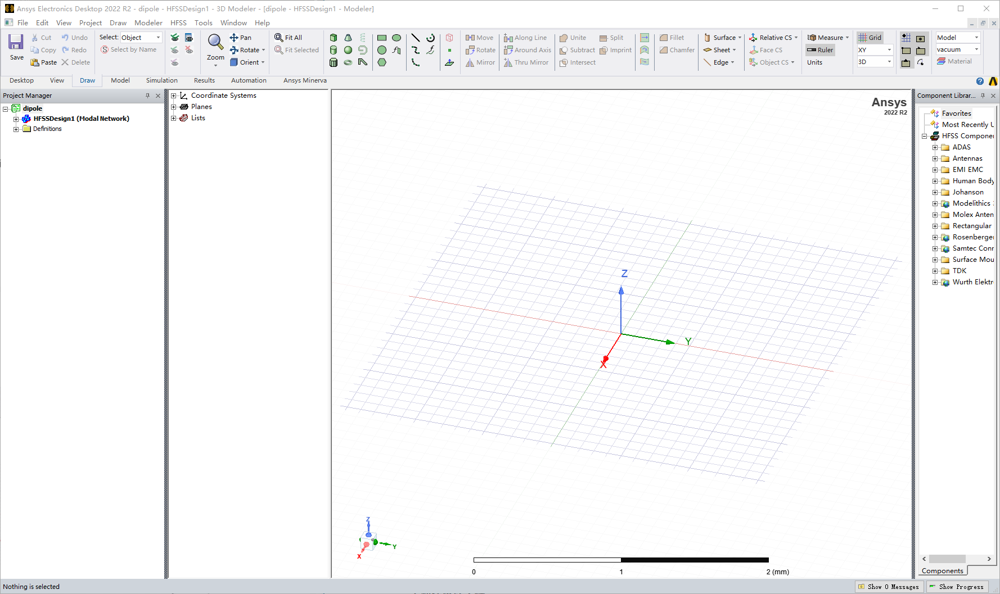 Ansys Electronics Desktop 2022 R2 - dipole - HFSSDesign1 - 3D Modeler - [dipole - HFSSDesign1 - Modeler]
File Edit View Project Draw Modeler HFSS Tools Window Help
Save
Cut
Copy
Paste
Undo
Redo
Delete
Select: Object
Select by Name
Zoom
Pan
Rotate
Orient
Fit All
Fit Selected
Move
Rotate
Mirror
Along Line
Around Axis
Thru Mirror
Unite
Subtract
Intersect
Split
Imprint
Fillet
Chamfer
Surface
Sheet
Edge
Relative CS
Face CS
Object CS
Measure
Ruler
Units
Grid
XY
3D
Model
vacuum
Material
Desktop View Draw Model Simulation Results Automation Ansys Minerva
Project Manager
dipole
HFSSDesign1 (Modal Network)
Definitions
Coordinate Systems
Planes
Lists
Ansys
2022 R2
Z
Y
X
Z
Y
X
0 1 2 (mm)
Component Librar...
Favorites
Most Recently U
HFSS Componer
ADAS
Antennas
EMI EMC
Human Body
Johanson
Modelithics
Molex Anten
Rectangular
Rosenberger
Samtec Conr
Surface Mou
TDK
Wurth Elektr
Components
Nothing is selected
Show 0 Messages
Show Progress